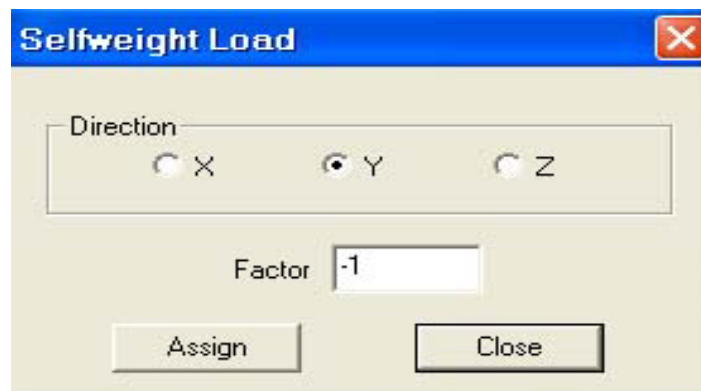 Selfweight Load
Direction
X Y Z
Factor -1
Assign Close